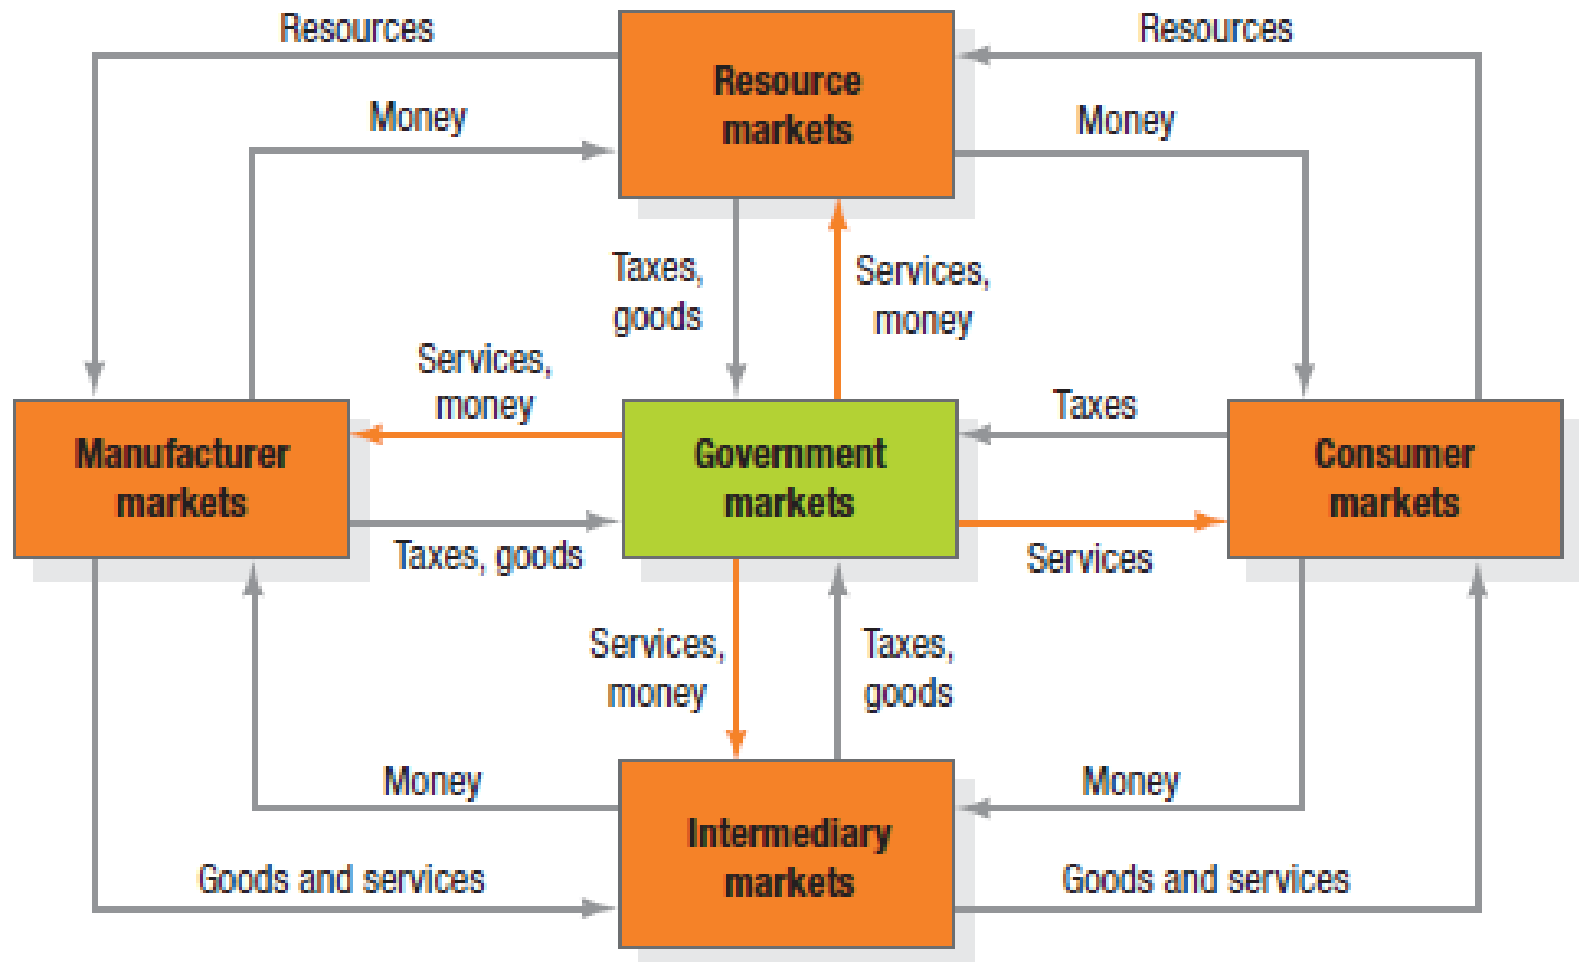 Resources
Resources
Resource
markets
Money
Money
Taxes,
goods
Services,
money
Services,
money
Taxes
Manufacturer
markets
Government
markets
Consumer
markets
Taxes, goods
Services
Services,
money
Taxes,
goods
Money
Money
Intermediary
markets
Goods and services
Goods and services